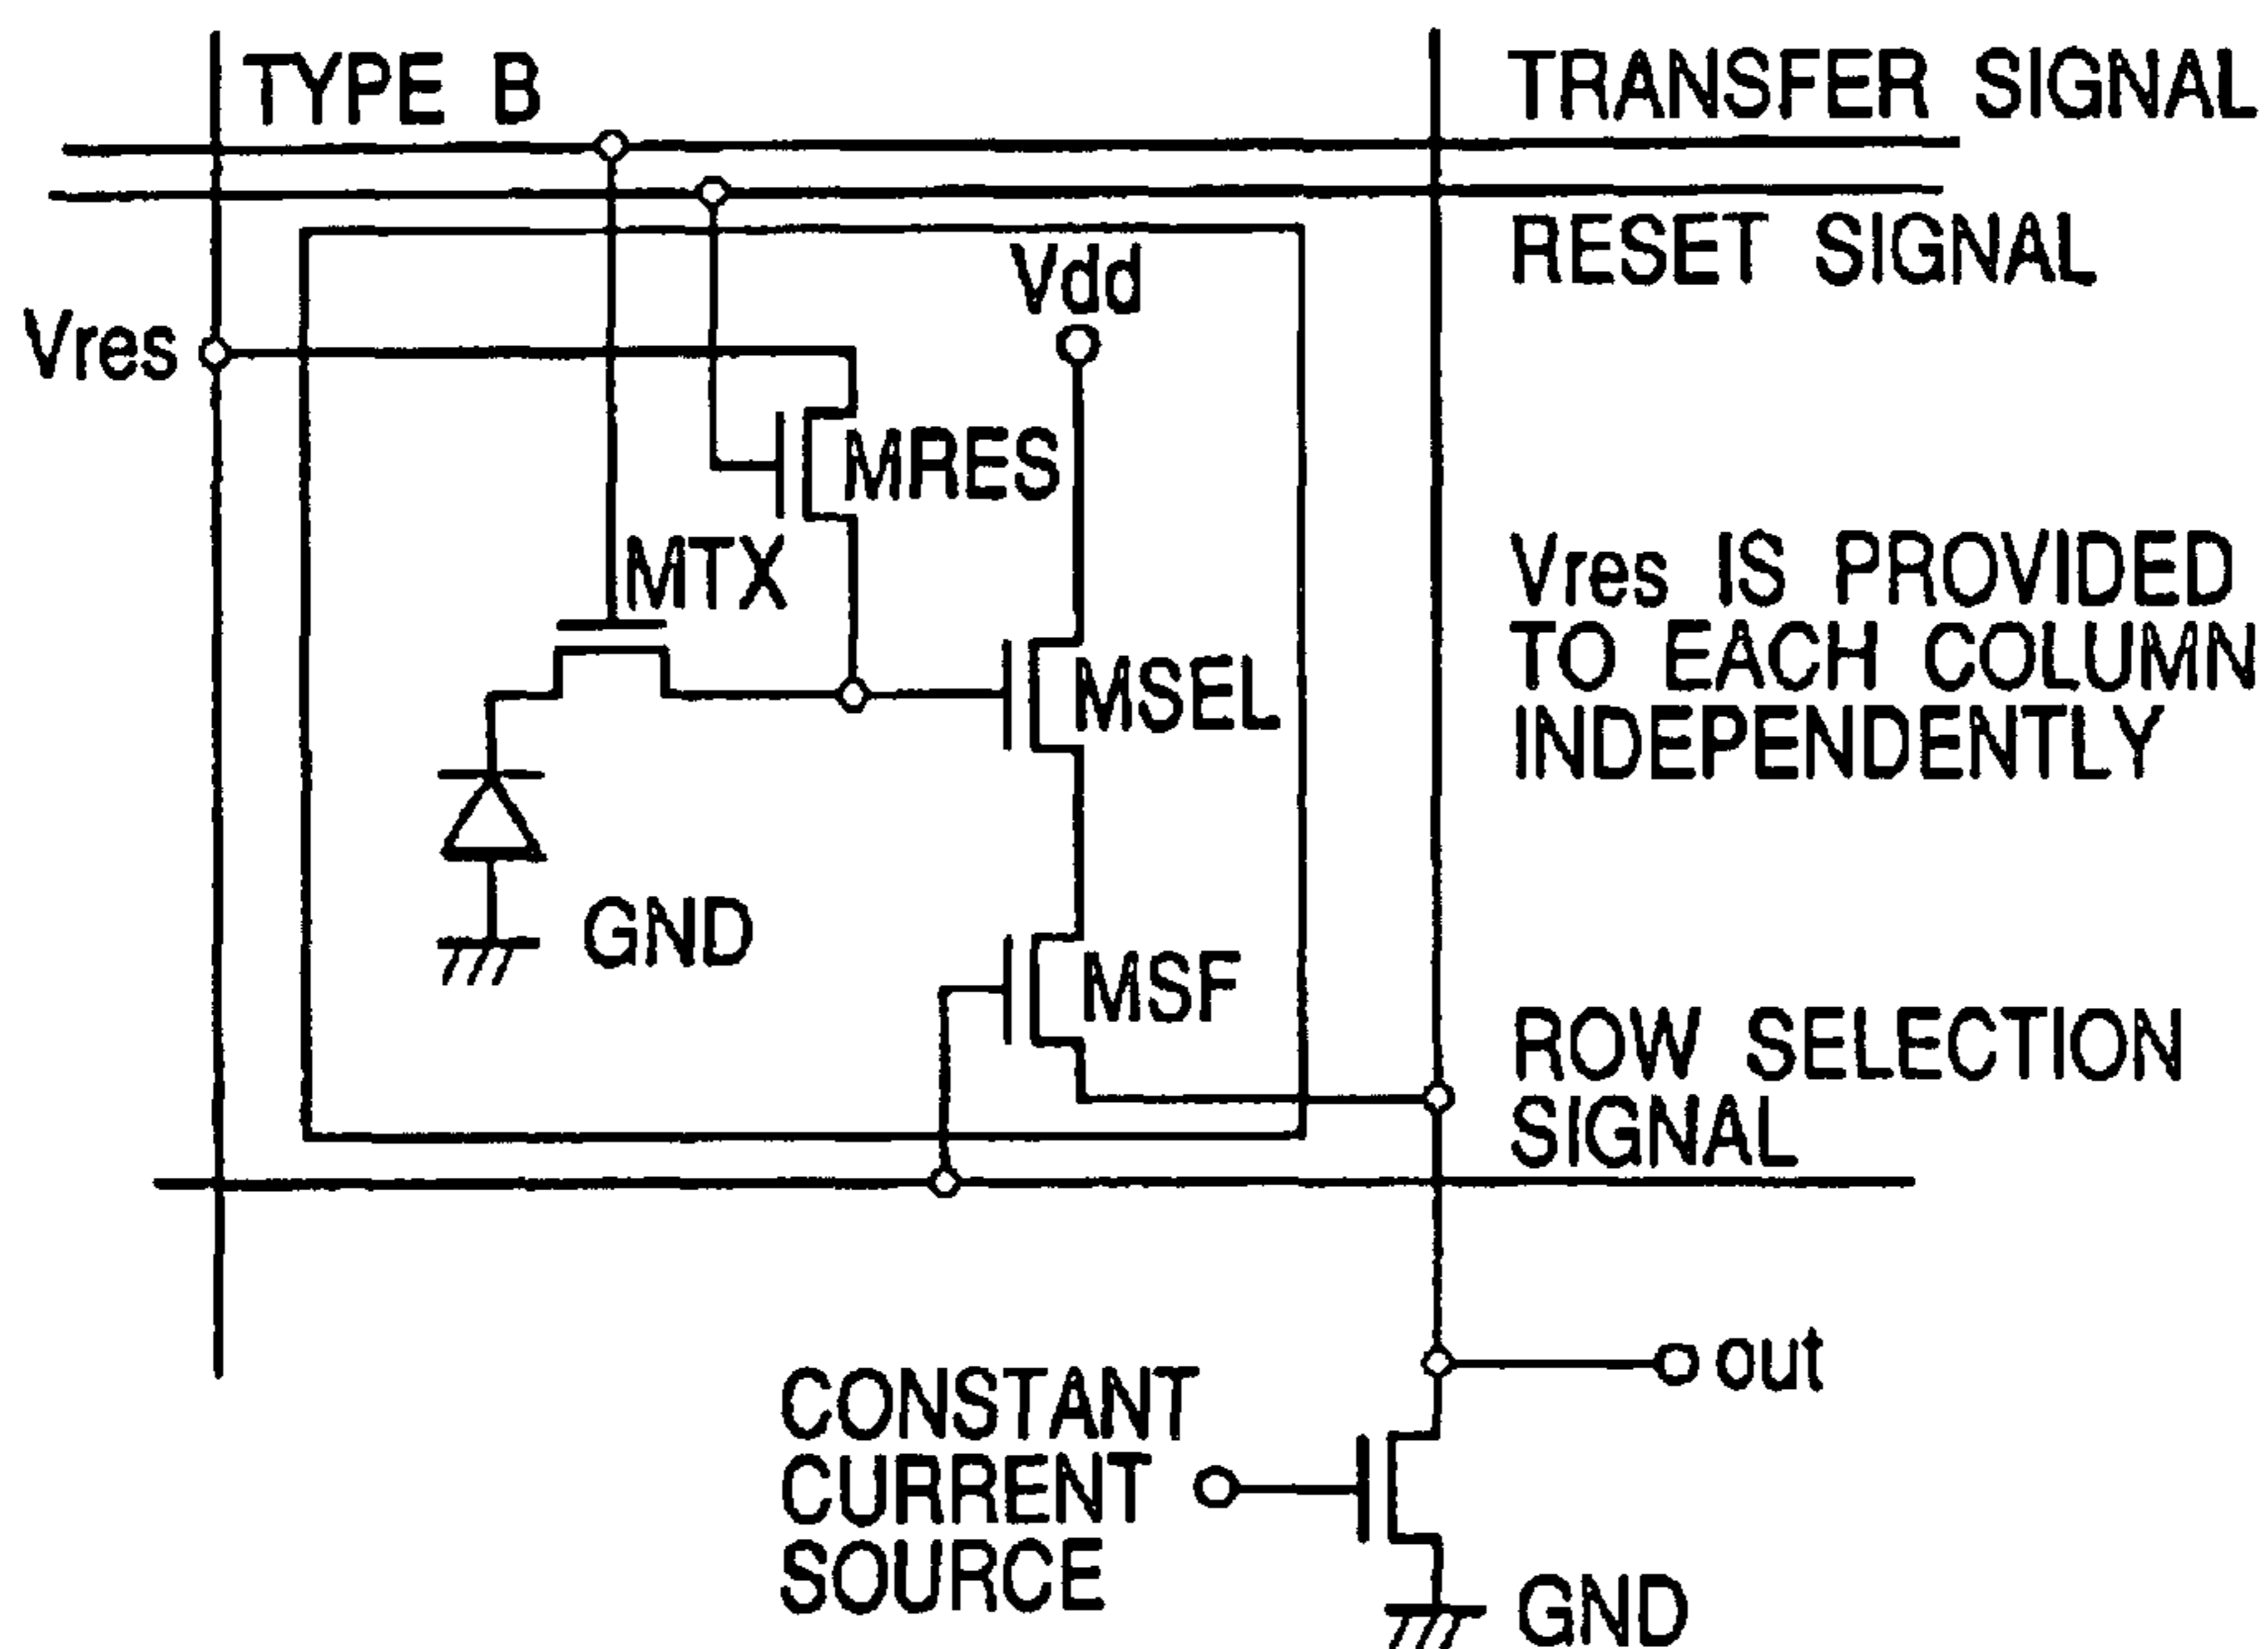 TYPE B
TRANSFER SIGNAL
RESET SIGNAL
Vdd
Vres
MRES
MTX
Vres IS PROVIDED
TO EACH COLUMN
INDEPENDENTLY
MSEL
GND
MSF
ROW SELECTION
SIGNAL
out
CONSTANT
CURRENT
SOURCE
GND